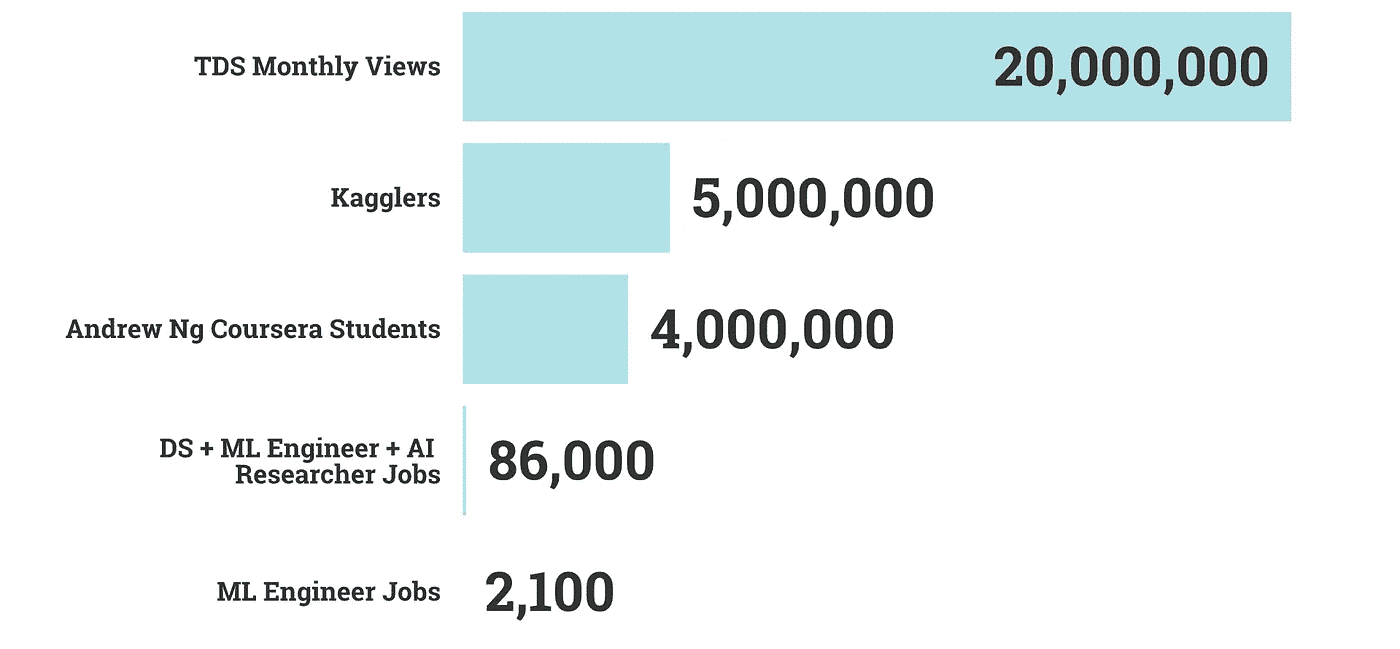 TDS Monthly Views
20,000,000
Kagglers
5,000,000
Andrew Ng Coursera Students
4,000,000
DS + ML Engineer + AI
Researcher Jobs
86,000
ML Engineer Jobs
2,100